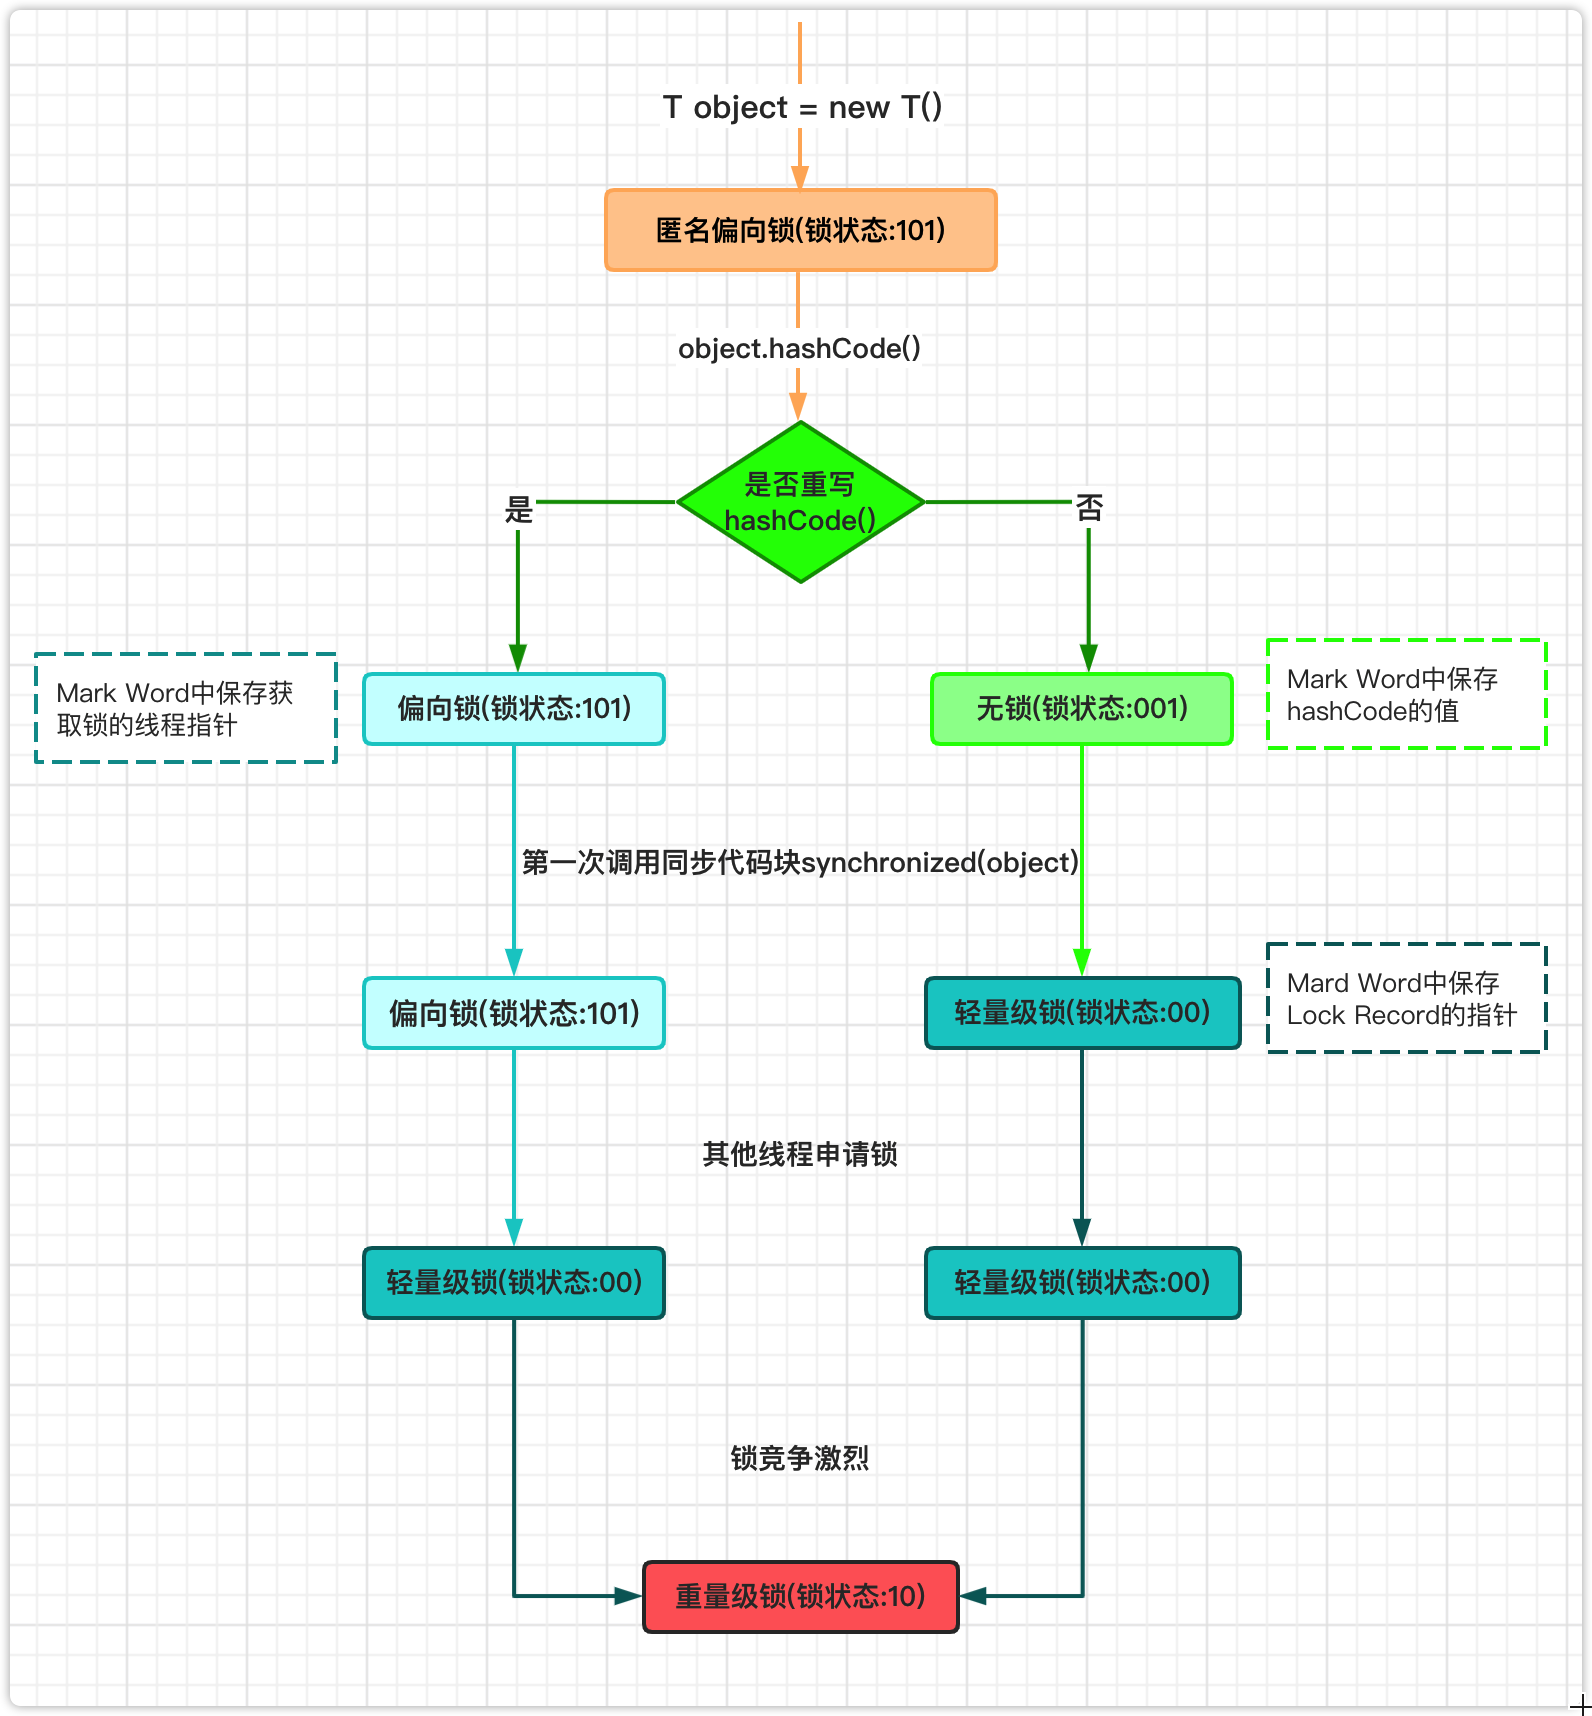 T object = new T()
匿名偏向锁(锁状态:101)
object.hashCode()
是否重写
hashCode()
是
否
Mark Word中保存获
取锁的线程指针
偏向锁(锁状态:101)
无锁(锁状态:001)
Mark Word中保存
hashCode的值
第一次调用同步代码块synchronized(object)
偏向锁(锁状态:101)
轻量级锁(锁状态:00)
Mard Word中保存
Lock Record的指针
其他线程申请锁
轻量级锁(锁状态:00)
轻量级锁(锁状态:00)
锁竞争激烈
重量级锁(锁状态:10)